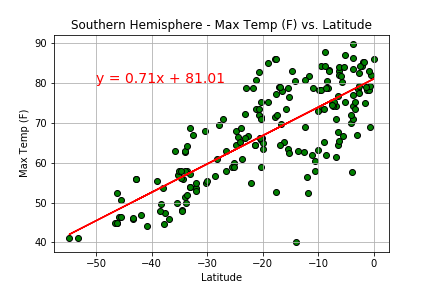 Southern Hemisphere - Max Temp (F) vs. Latitude
90
80
70
60
50
40
Max Temp (F)
y = 0.71x + 81.01
−50 −40 −30 −20 −10 0
Latitude